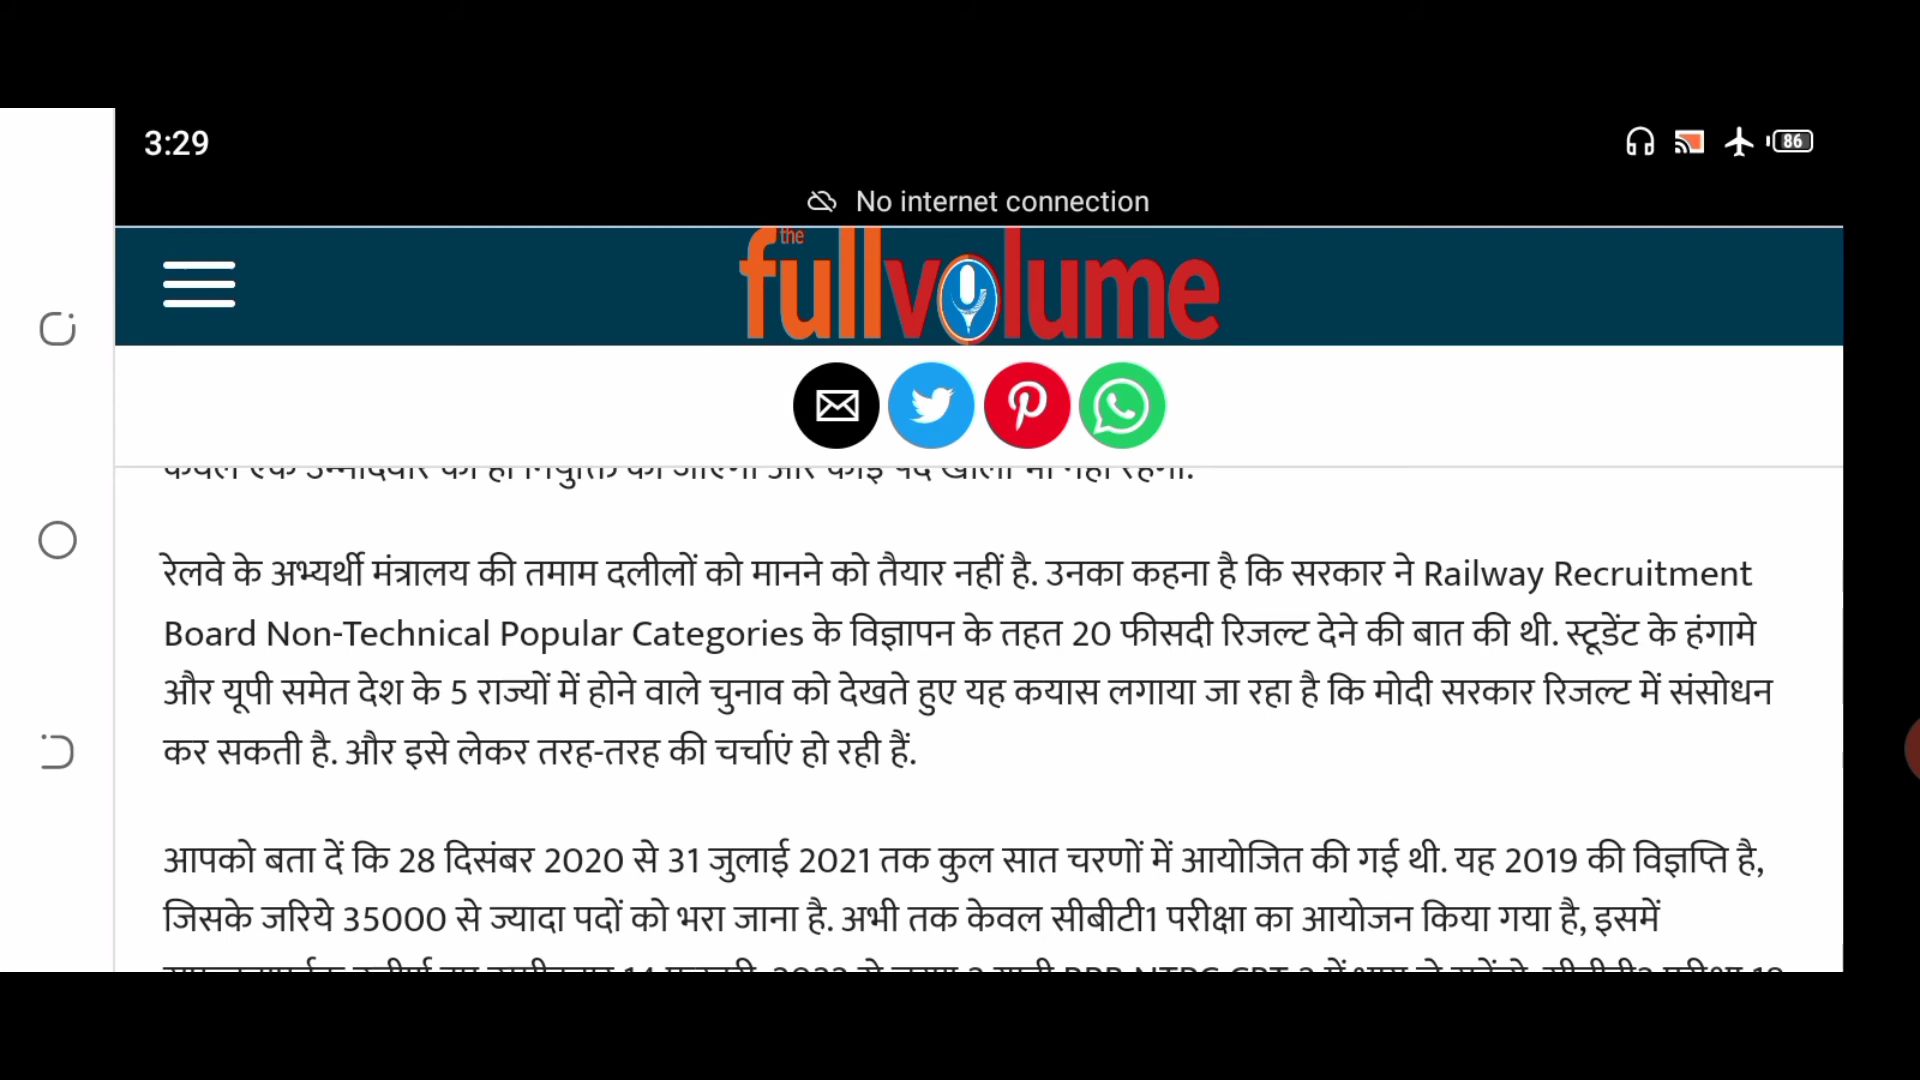 3:29
86
No internet connection
the
fullvolume
रेलवे के अभ्यर्थी मंत्रालय की तमाम दलीलों को मानने को तैयार नहीं है. उनका कहना है कि सरकार ने Railway Recruitment
Board Non-Technical Popular Categories के विज्ञापन के तहत 20 फीसदी रिजल्ट देने की बात की थी. स्टूडेंट के हंगामे
और यूपी समेत देश के 5 राज्यों में होने वाले चुनाव को देखते हुए यह कयास लगाया जा रहा है कि मोदी सरकार रिजल्ट में संसोधन
कर सकती है. और इसे लेकर तरह-तरह की चर्चाएं हो रही हैं.
आपको बता दें कि 28 दिसंबर 2020 से 31 जुलाई 2021 तक कुल सात चरणों में आयोजित की गई थी. यह 2019 की विज्ञप्ति है,
जिसके जरिये 35000 से ज्यादा पदों को भरा जाना है. अभी तक केवल सीबीटी1 परीक्षा का आयोजन किया गया है, इसमें